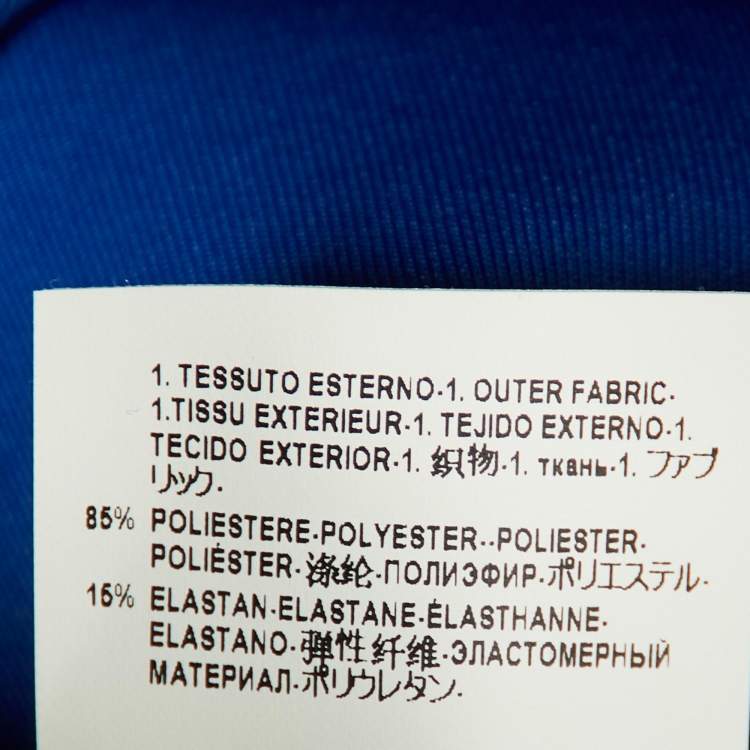 1. TESSUTO ESTERNO-1. OUTER FABRIC-
1.TISSU EXTERIEUR-1. TEJIDO EXTERNO-1.
TECIDO EXTERIOR-1. 织物-1. ткань-1. ファブ
リック-
85% POLIESTERE-POLYESTER--POLIESTER-
POLIÉSTER-涤纶-ПОЛИЭФИР-ポリエステル-
15% ELASTAN-ELASTANE-ÉLASTHANNE-
ELASTANO-弹性纤维-ЭЛАСТОМЕРНЫЙ
МАТЕРИАЛ-ポリウレタン-